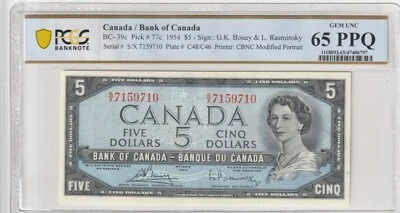 PCGS
BANKNOTE
Canada / Bank of Canada
BC- 39c Pick # 77c 1954 $5 - Sign.: G.K. Bouey & L. Rasminsky
Serial # S/X 7159710 Plate # C48/C46 Printer: CBNC Modified Portrait
GEM UNC
65 PPQ
5 5
S/X 7159710 S/X 7159710
CANADA
FIVE 5 CINQ
DOLLARS DOLLARS
BANK OF CANADA - BANQUE DU CANADA
FIVE CINQ